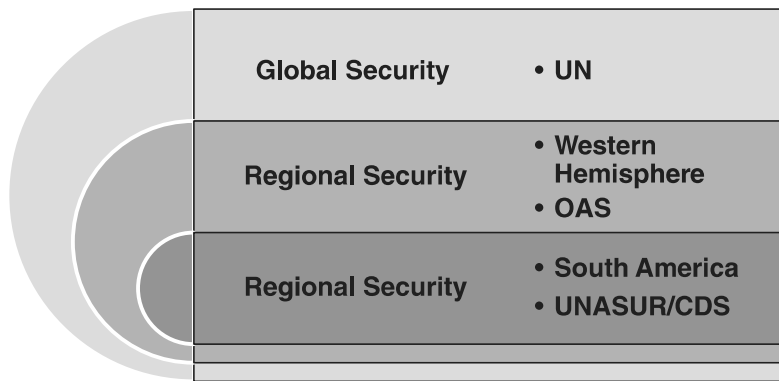 Global Security
• UN
Regional Security
• Western
Hemisphere
• OAS
Regional Security
• South America
• UNASUR/CDS